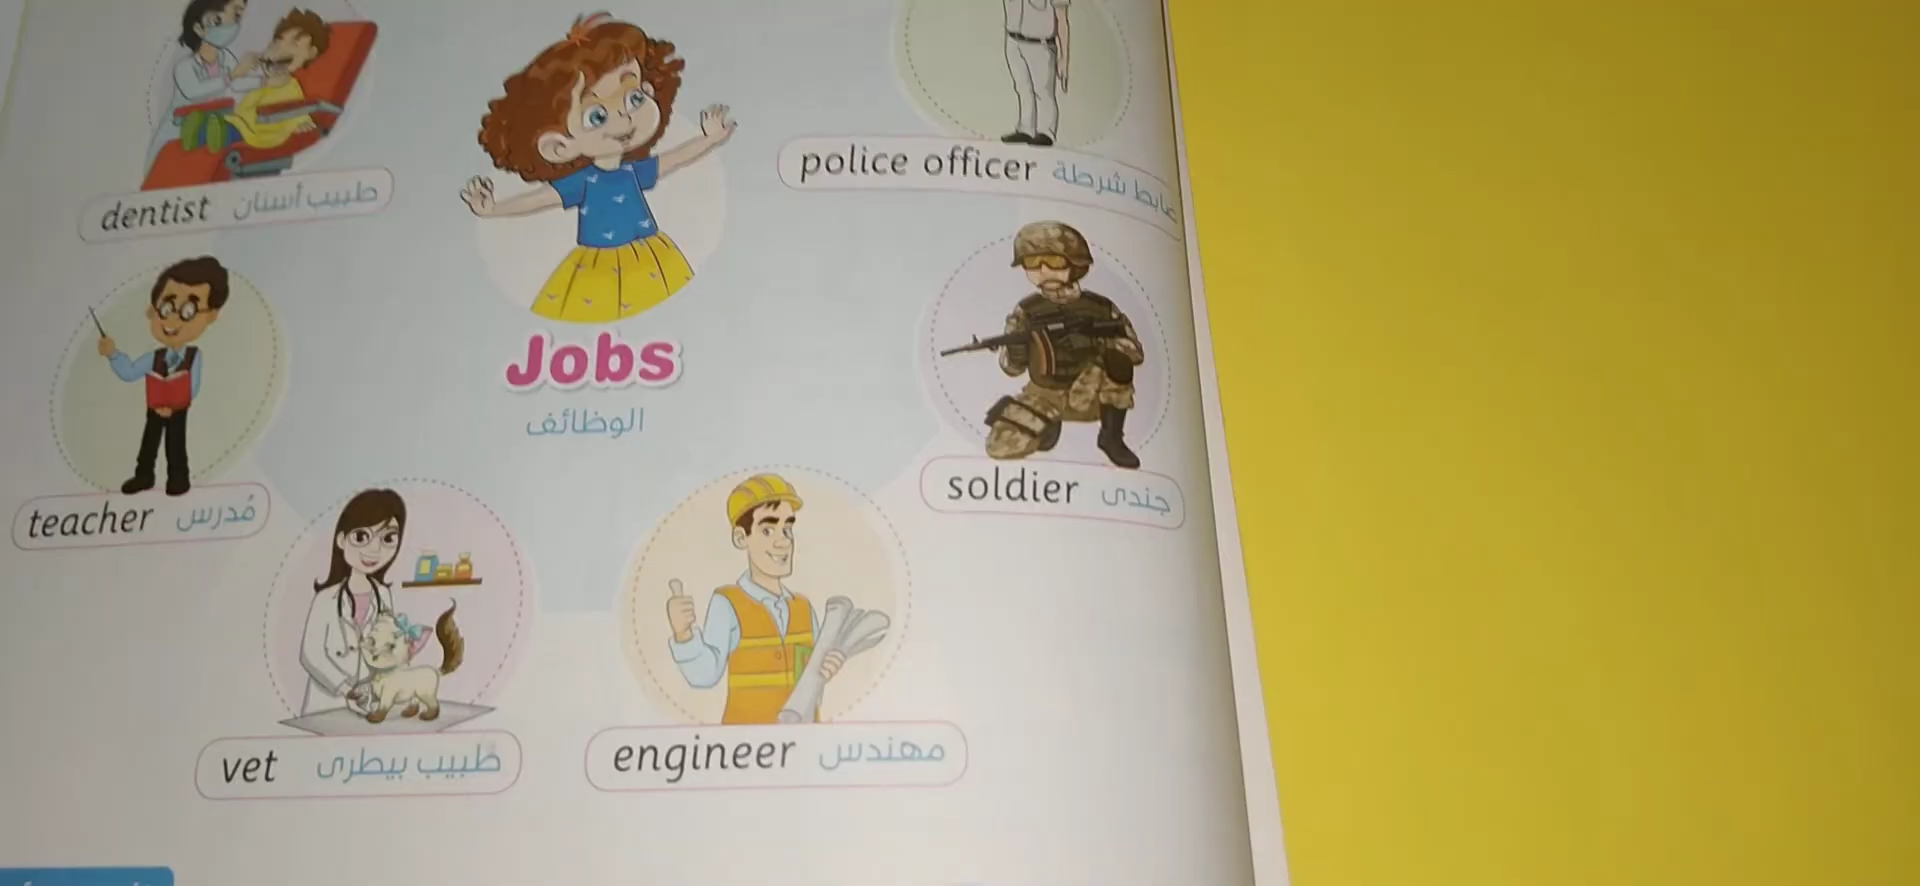 dentist طبيب أسنان
police officer ضابط شرطة
teacher مُدرس
Jobs
الوظائف
soldier جندى
vet طبيب بيطرى
engineer مهندس